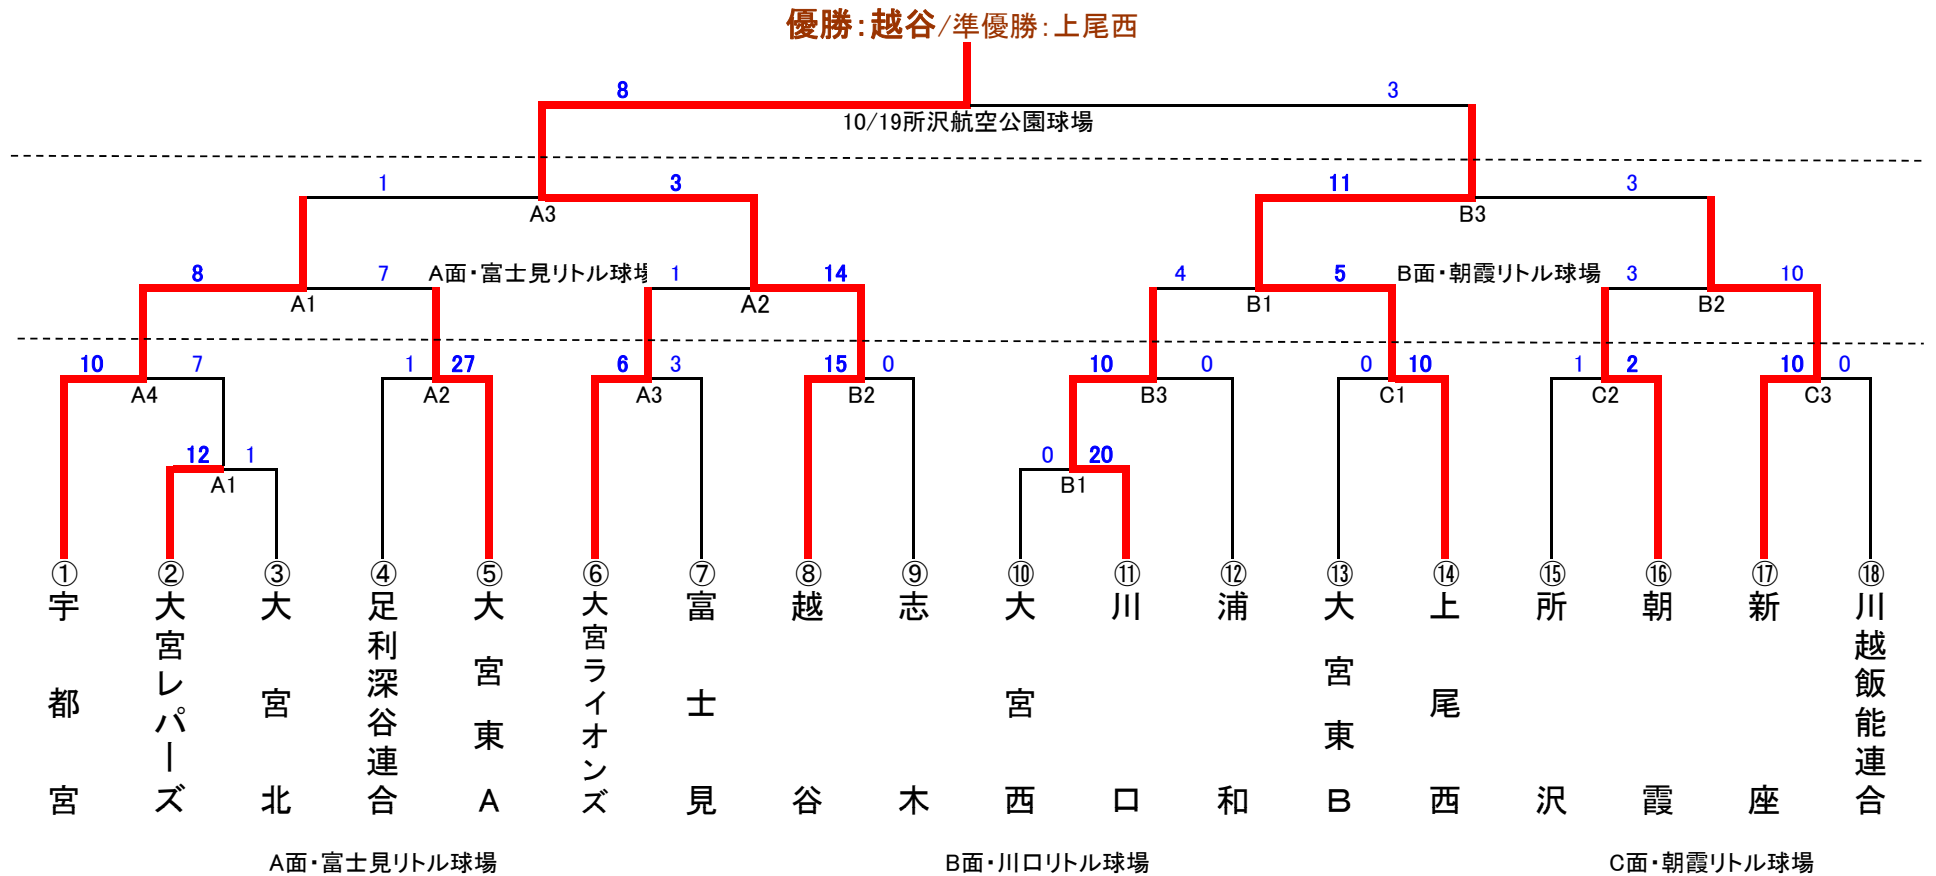 優勝：越谷/準優勝：上尾西
8 3
10/19所沢航空公園球場
1 3 11 3
A3 B3
8 7 A面・富士見リトル球場 1 14 4 5 B面・朝霞リトル球場 3 10
A1 A2 B1 B2
10 7 1 27 6 3 15 0 10 0 0 10 1 2 10 0
A4 A2 A3 B2 B3 C1 C2 C3
12 1 0 20
A1 B1
① ② ③ ④ ⑤ ⑥ ⑦ ⑧ ⑨ ⑩ ⑪ ⑫ ⑬ ⑭ ⑮ ⑯ ⑰ ⑱
宇都宮
大宮レパーズ
大宮北
足利深谷連合
大宮東A
大宮ライオンズ
富士見
越谷
志木
大宮西
川口
浦和
大宮東B
上尾西
所沢
朝霞
新座
川越飯能連合
A面・富士見リトル球場 B面・川口リトル球場 C面・朝霞リトル球場